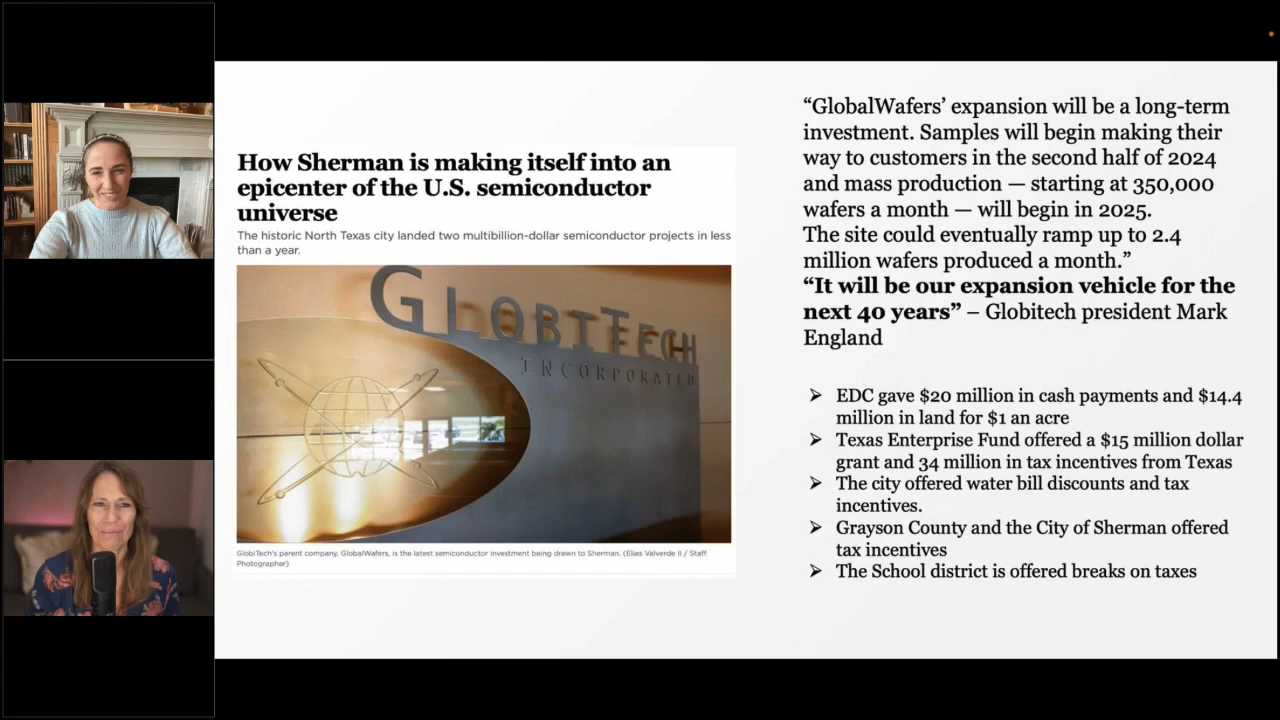 How Sherman is making itself into an
epicenter of the U.S. semiconductor
universe
The historic North Texas city landed two multibillion-dollar semiconductor projects in less
than a year.
GLOBITECH
INCORPORATED
GlobiTech's parent company, GlobalWafers, is the latest semiconductor investment being drawn to Sherman. (Elias Valverde II / Staff
Photographer)
“GlobalWafers’ expansion will be a long-term
investment. Samples will begin making their
way to customers in the second half of 2024
and mass production — starting at 350,000
wafers a month — will begin in 2025.
The site could eventually ramp up to 2.4
million wafers produced a month.”
“It will be our expansion vehicle for the
next 40 years” – Globitech president Mark
England
➢ EDC gave $20 million in cash payments and $14.4
million in land for $1 an acre
➢ Texas Enterprise Fund offered a $15 million dollar
grant and 34 million in tax incentives from Texas
➢ The city offered water bill discounts and tax
incentives.
➢ Grayson County and the City of Sherman offered
tax incentives
➢ The School district is offered breaks on taxes